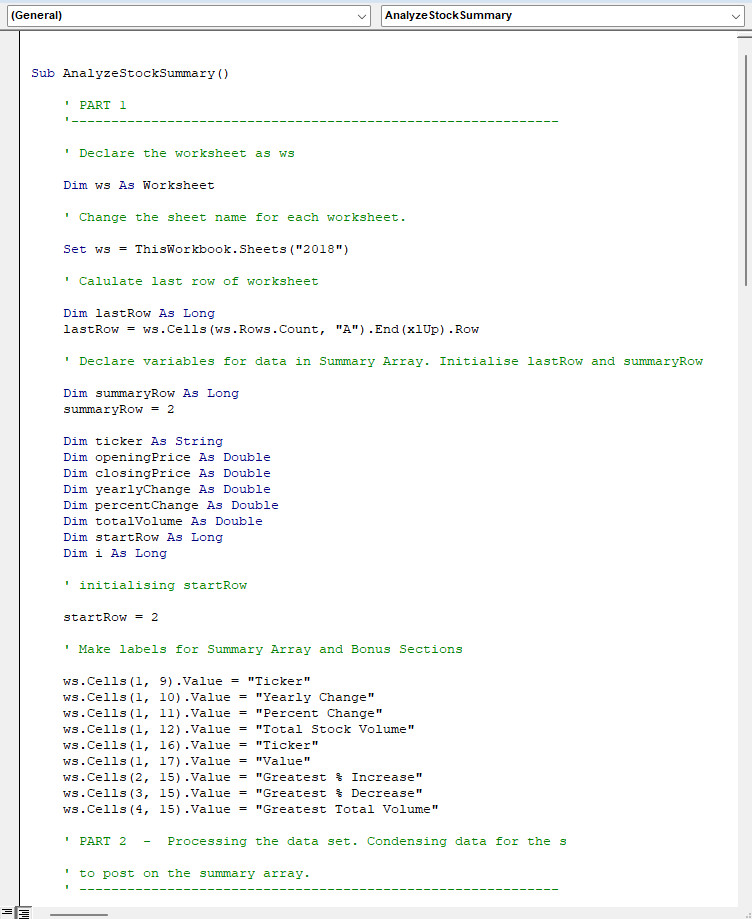 (General) AnalyzeStockSummary
Sub AnalyzeStockSummary()
' PART 1
'-------------------------------------------------------------
' Declare the worksheet as ws
Dim ws As Worksheet
' Change the sheet name for each worksheet.
Set ws = ThisWorkbook.Sheets("2018")
' Calulate last row of worksheet
Dim lastRow As Long
lastRow = ws.Cells(ws.Rows.Count, "A").End(xlUp).Row
' Declare variables for data in Summary Array. Initialise lastRow and summaryRow
Dim summaryRow As Long
summaryRow = 2
Dim ticker As String
Dim openingPrice As Double
Dim closingPrice As Double
Dim yearlyChange As Double
Dim percentChange As Double
Dim totalVolume As Double
Dim startRow As Long
Dim i As Long
' initialising startRow
startRow = 2
' Make labels for Summary Array and Bonus Sections
ws.Cells(1, 9).Value = "Ticker"
ws.Cells(1, 10).Value = "Yearly Change"
ws.Cells(1, 11).Value = "Percent Change"
ws.Cells(1, 12).Value = "Total Stock Volume"
ws.Cells(1, 16).Value = "Ticker"
ws.Cells(1, 17).Value = "Value"
ws.Cells(2, 15).Value = "Greatest % Increase"
ws.Cells(3, 15).Value = "Greatest % Decrease"
ws.Cells(4, 15).Value = "Greatest Total Volume"
' PART 2  -  Processing the data set. Condensing data for the s
' to post on the summary array.
' ------------------------------------------------------------